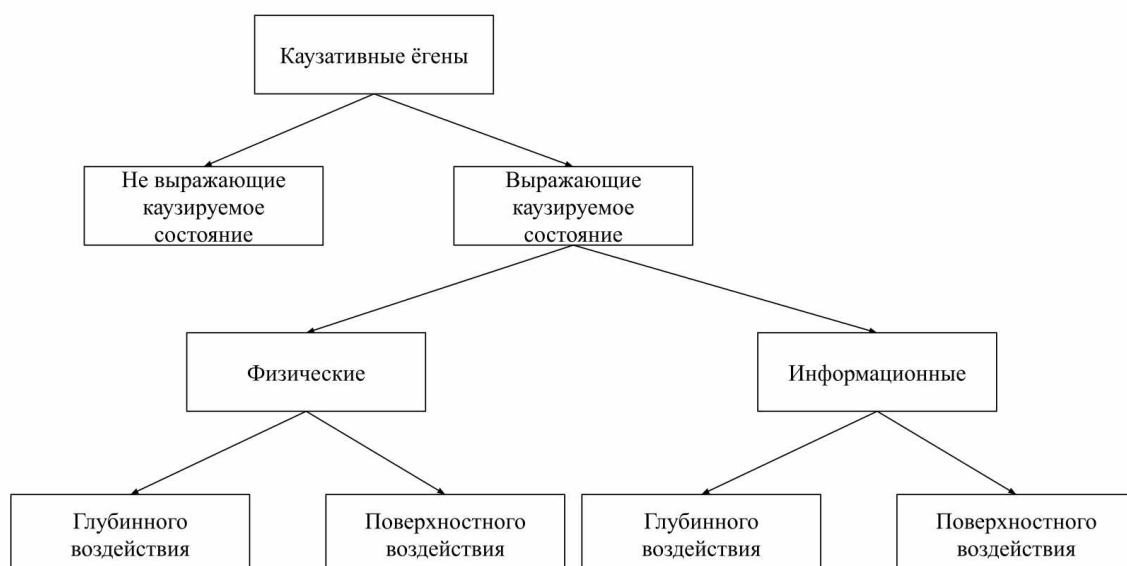 Каузативные ёгены
Не выражающие
каузируемое
состояние
Выражающие
каузируемое
состояние
Физические
Информационные
Глубинного
воздействия
Поверхностного
воздействия
Глубинного
воздействия
Поверхностного
воздействия